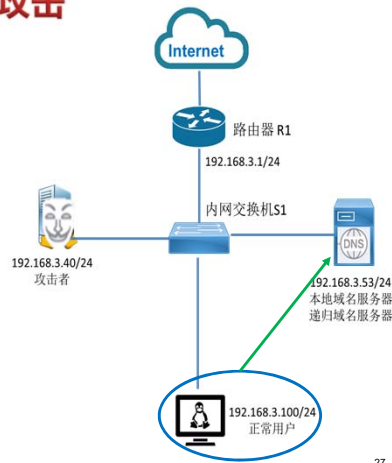 攻击
Internet
路由器 R1
192.168.3.1/24
内网交换机S1
192.168.3.40/24
攻击者
DNS
192.168.3.53/24
本地域名服务器
递归域名服务器
192.168.3.100/24
正常用户
27